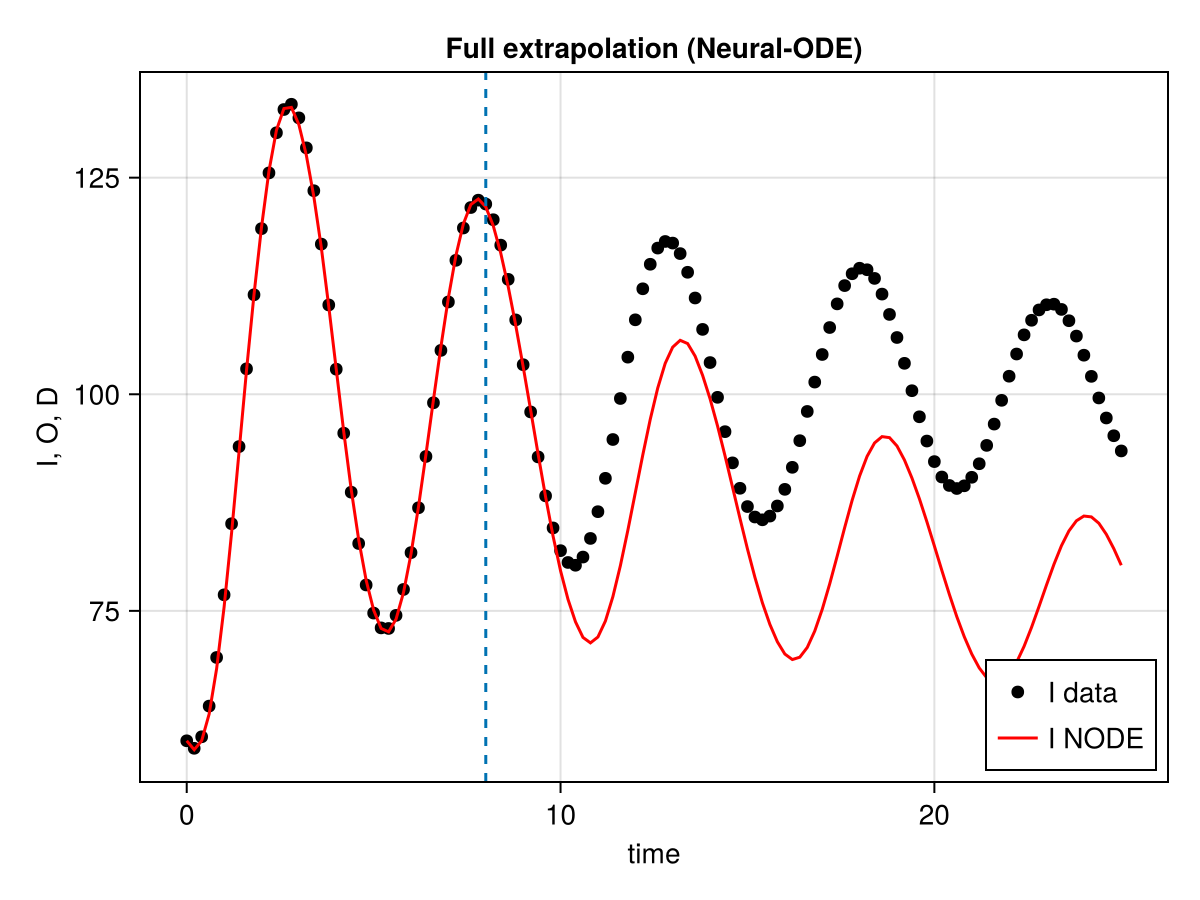 Full extrapolation (Neural-ODE)
125
100
75
I, O, D
0
10
20
time
I data
I NODE